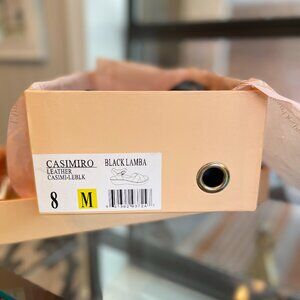 CASIMIRO BLACK LAMBA
LEATHER
CASIMI-LEBLK
8 M